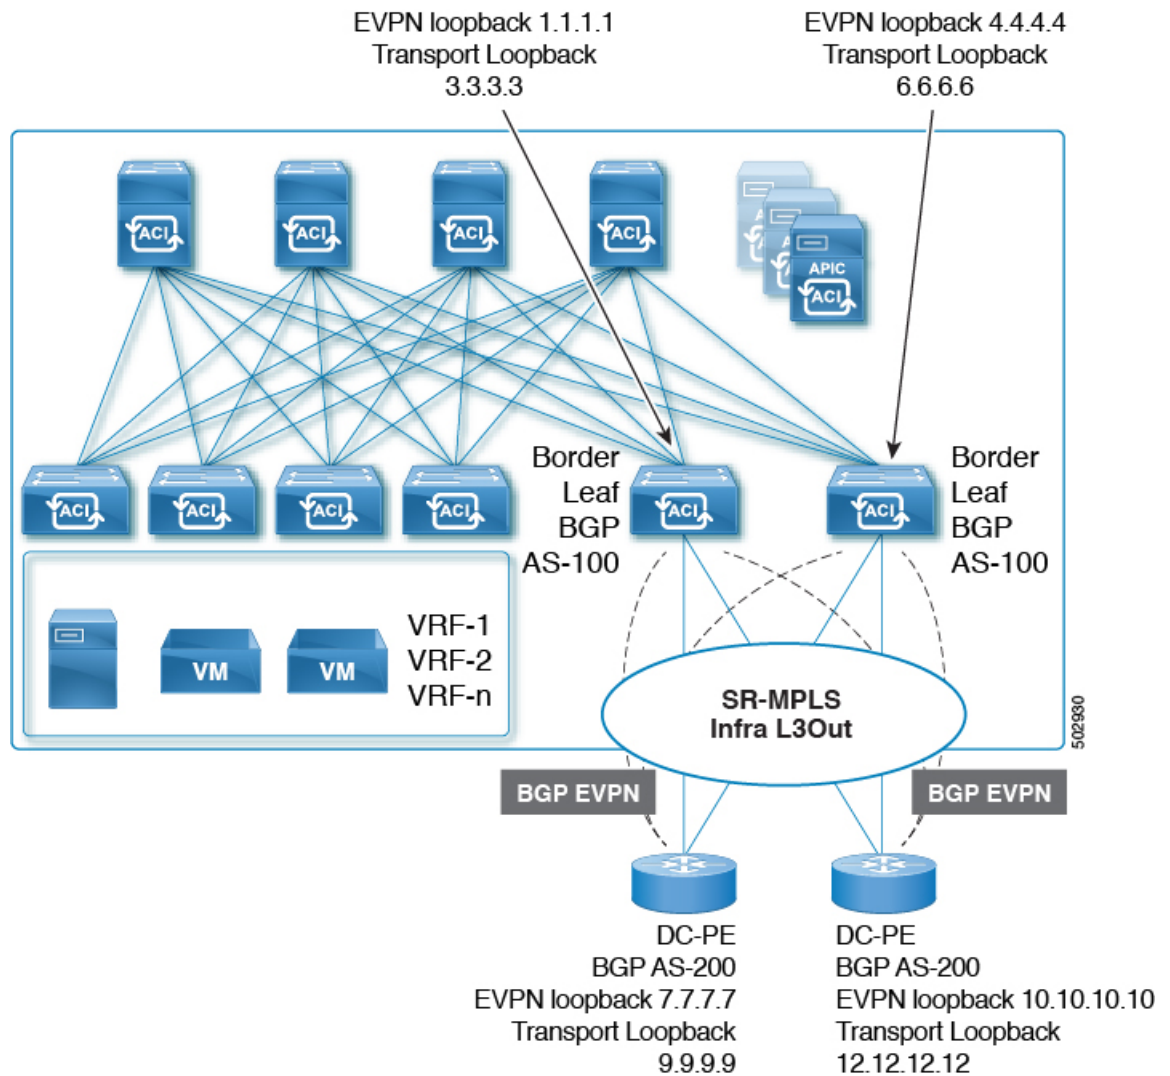 EVPN loopback 1.1.1.1
Transport Loopback
3.3.3.3
EVPN loopback 4.4.4.4
Transport Loopback
6.6.6.6
ACI
ACI
ACI
ACI
A
A
APIC
ACI
ACI
ACI
ACI
ACI
Border
Leaf
BGP
AS-100
ACI
ACI
Border
Leaf
BGP
AS-100
VM
VM
VRF-1
VRF-2
VRF-n
SR-MPLS
Infra L3Out
502930
BGP EVPN
BGP EVPN
DC-PE
BGP AS-200
EVPN loopback 7.7.7.7
Transport Loopback
9.9.9.9
DC-PE
BGP AS-200
EVPN loopback 10.10.10.10
Transport Loopback
12.12.12.12